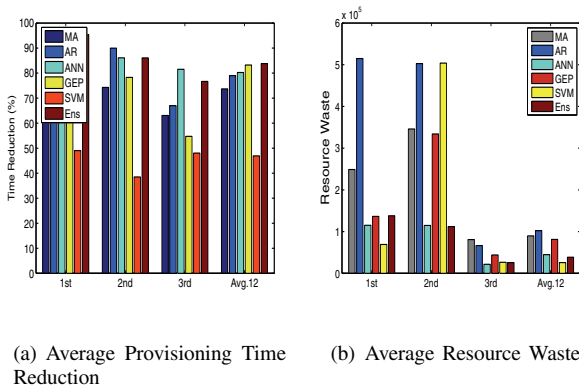 100
90
80
70
60
50
40
30
20
10
0
Time Reduction (%)
MA
AR
ANN
GEP
SVM
Ens
1st
2nd
3rd
Avg.12
(a) Average Provisioning Time
Reduction
x 10^5
6
5
4
3
2
1
0
Resource Waste
MA
AR
ANN
GEP
SVM
Ens
1st
2nd
3rd
Avg.12
(b) Average Resource Waste